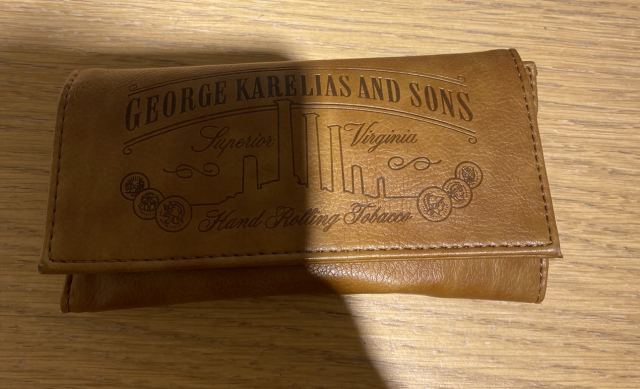 GEORGE KARELIAS AND SONS
Superior Virginia
Hand Rolling Tobacco